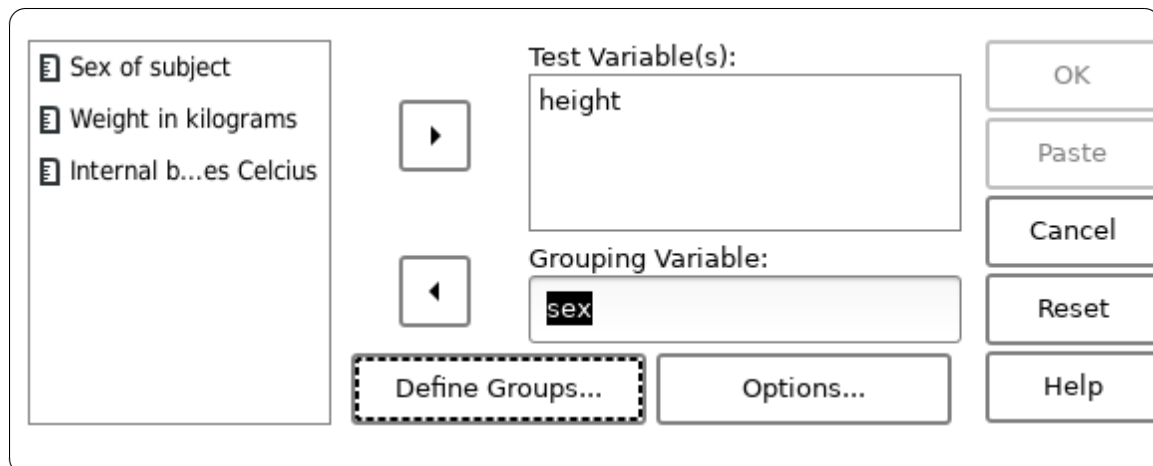 Sex of subject
Weight in kilograms
Internal b...es Celcius
Test Variable(s):
height
Grouping Variable:
sex
Define Groups...
Options...
OK
Paste
Cancel
Reset
Help